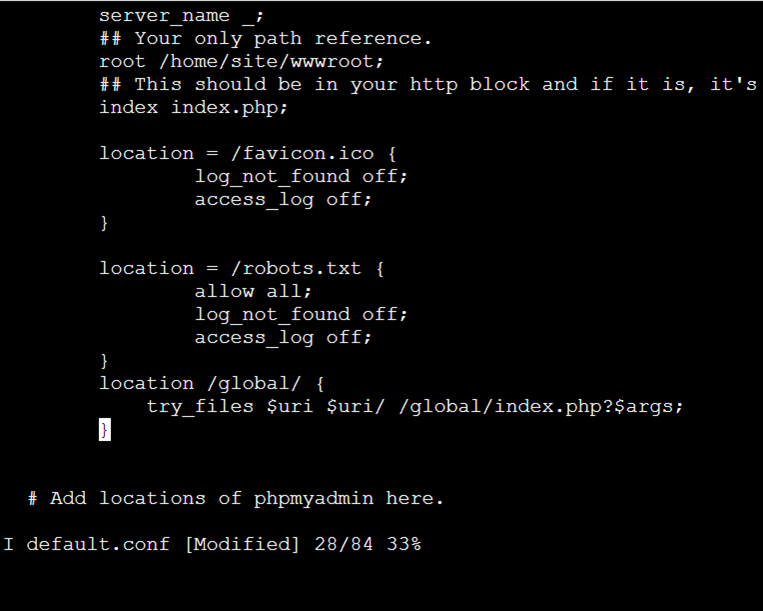 server_name _;
## Your only path reference.
root /home/site/wwwroot;
## This should be in your http block and if it is, it's
index index.php;
location = /favicon.ico {
log_not_found off;
access_log off;
}
location = /robots.txt {
allow all;
log_not_found off;
access_log off;
}
location /global/ {
try_files $uri $uri/ /global/index.php?$args;
}
# Add locations of phpmyadmin here.
I default.conf [Modified] 28/84 33%